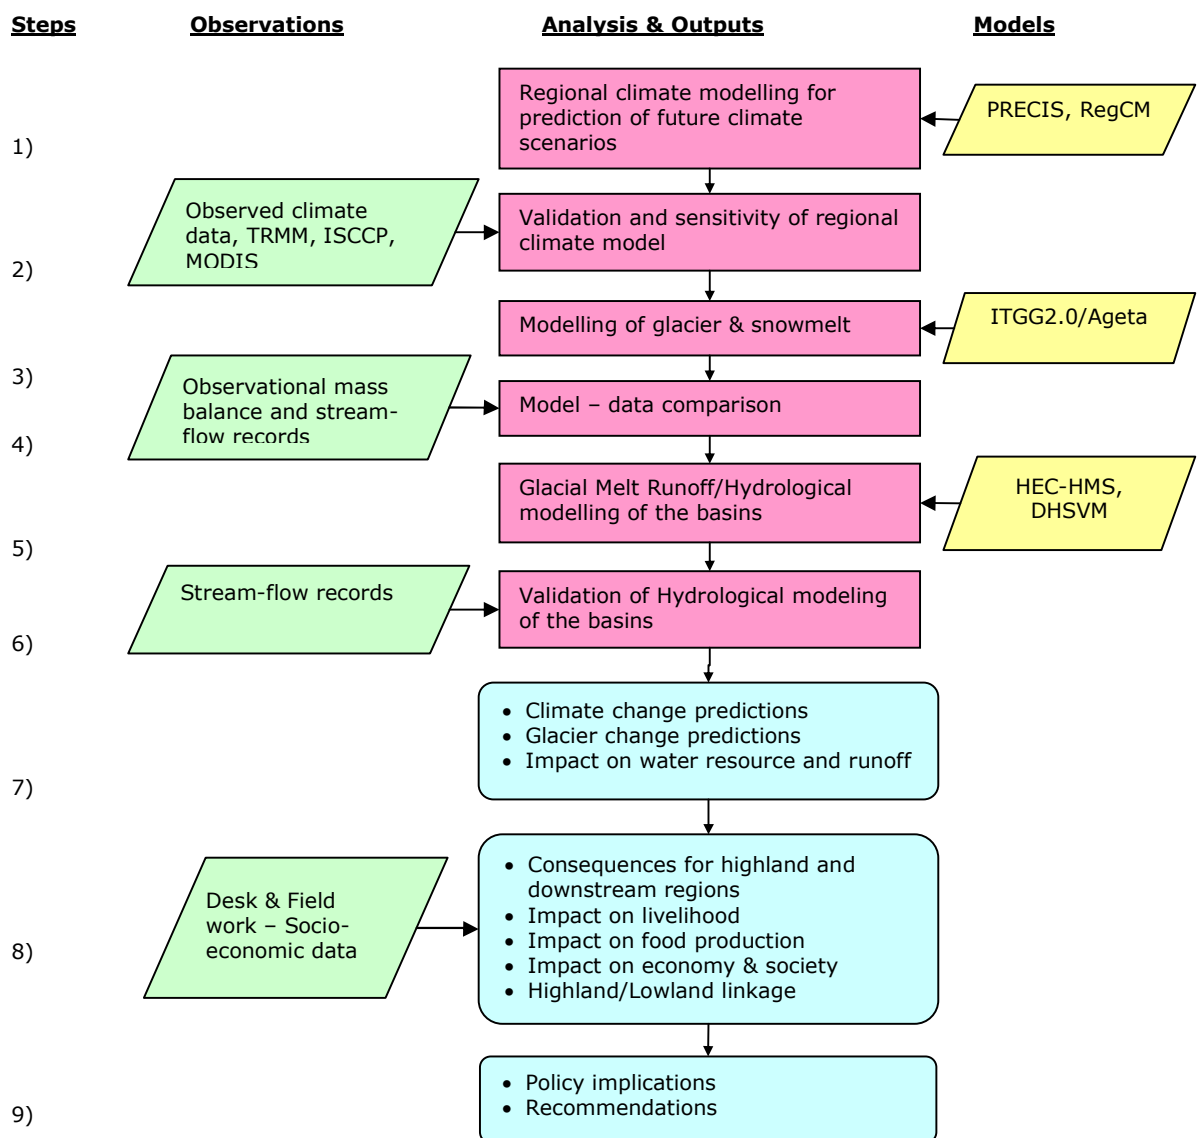 Steps
Observations
Analysis & Outputs
Models
Regional climate modelling for
prediction of future climate
scenarios
PRECIS, RegCM
1)
Observed climate
data, TRMM, ISCCP,
MODIS
Validation and sensitivity of regional
climate model
2)
Modelling of glacier & snowmelt
ITGG2.0/Ageta
3)
Observational mass
balance and stream-
flow records
Model – data comparison
4)
Glacial Melt Runoff/Hydrological
modelling of the basins
HEC-HMS,
DHSVM
5)
Stream-flow records
Validation of Hydrological modeling
of the basins
6)
• Climate change predictions
• Glacier change predictions
• Impact on water resource and runoff
7)
Desk & Field
work – Socio-
economic data
• Consequences for highland and
downstream regions
• Impact on livelihood
• Impact on food production
• Impact on economy & society
• Highland/Lowland linkage
8)
• Policy implications
• Recommendations
9)